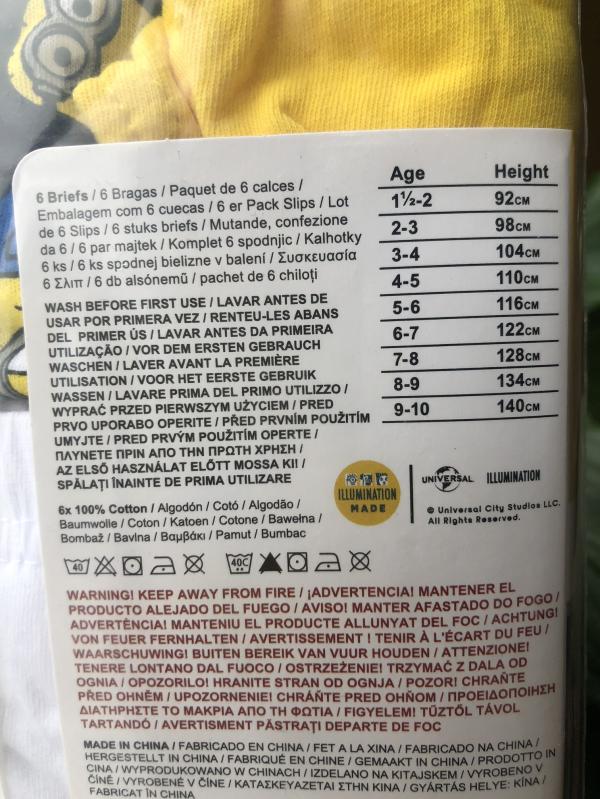 6 Briefs / 6 Bragas / Paquet de 6 calces /
Embalagem com 6 cuecas / 6 er Pack Slips / Lot
de 6 Slips / 6 stuks briefs / Mutande, confezione
da 6 / 6 par majtek / Komplet 6 spodnjic / Kalhotky
6 ks / 6 ks spodnej bielizne v balení / Συσκευασία
6 Σλιπ / 6 db alsónemű / pachet de 6 chiloți
WASH BEFORE FIRST USE / LAVAR ANTES DE
USAR POR PRIMERA VEZ / RENTEU-LES ABANS
DEL PRIMER ÚS / LAVAR ANTES DA PRIMEIRA
UTILIZAÇÃO / VOR DEM ERSTEN GEBRAUCH
WASCHEN / LAVER AVANT LA PREMIÈRE
UTILISATION / VOOR HET EERSTE GEBRUIK
WASSEN / LAVARE PRIMA DEL PRIMO UTILIZZO /
WYPRAĆ PRZED PIERWSZYM UŻYCIEM / PRED
PRVO UPORABO OPERITE / PŘED PRVNÍM POUŽITÍM
UMYJTE / PRED PRVÝM POUŽITÍM OPERTE /
ΠΛΥΝΕΤΕ ΠΡΙΝ ΑΠΟ ΤΗΝ ΠΡΩΤΗ ΧΡΗΣΗ /
AZ ELSŐ HASZNÁLAT ELŐTT MOSSA KI! /
SPĂLAȚI ÎNAINTE DE PRIMA UTILIZARE
6x 100% Cotton / Algodón / Cotó / Algodão /
Baumwolle / Coton / Katoen / Cotone / Bawełna /
Bombaž / Bavlna / Βαμβάκι / Pamut / Bumbac
40 40C
Age Height
1½-2 92CM
2-3 98CM
3-4 104CM
4-5 110CM
5-6 116CM
6-7 122CM
7-8 128CM
8-9 134CM
9-10 140CM
ILLUMINATION
MADE
UNIVERSAL ILLUMINATION
© Universal City Studios LLC.
All Rights Reserved.
WARNING! KEEP AWAY FROM FIRE / ¡ADVERTENCIA! MANTENER EL
PRODUCTO ALEJADO DEL FUEGO / AVISO! MANTER AFASTADO DO FOGO /
ADVERTÈNCIA! MANTENIU EL PRODUCTE ALLUNYAT DEL FOC / ACHTUNG!
VON FEUER FERNHALTEN / AVERTISSEMENT ! TENIR À L'ÉCART DU FEU /
WAARSCHUWING! BUITEN BEREIK VAN VUUR HOUDEN / ATTENZIONE!
TENERE LONTANO DAL FUOCO / OSTRZEŻENIE! TRZYMAĆ Z DALA OD
OGNIA / OPOZORILO! HRANITE STRAN OD OGNJA / POZOR! CHRAŇTE
PŘED OHNĚM / UPOZORNENIE! CHRÁŇTE PRED OHŇOM / ΠΡΟΕΙΔΟΠΟΙΗΣΗ
ΔΙΑΤΗΡΗΣΤΕ ΤΟ ΜΑΚΡΙΑ ΑΠΟ ΤΗ ΦΩΤΙΑ / FIGYELEM! TŰZTŐL TÁVOL
TARTANDÓ / AVERTISMENT PĂSTRAȚI DEPARTE DE FOC
MADE IN CHINA / FABRICADO EN CHINA / FET A LA XINA / FABRICADO NA CHINA /
HERGESTELLT IN CHINA / FABRIQUÉ EN CHINE / GEMAAKT IN CHINA / PRODOTTO IN
CINA / WYPRODUKOWANO W CHINACH / IZDELANO NA KITAJSKEM / VYROBENO V
ČÍNĚ / VYROBENÉ V ČÍNE / ΚΑΤΑΣΚΕΥΑΖΕΤΑΙ ΣΤΗΝ ΚΙΝΑ / GYÁRTÁS HELYE: KÍNA /
FABRICAT ÎN CHINA